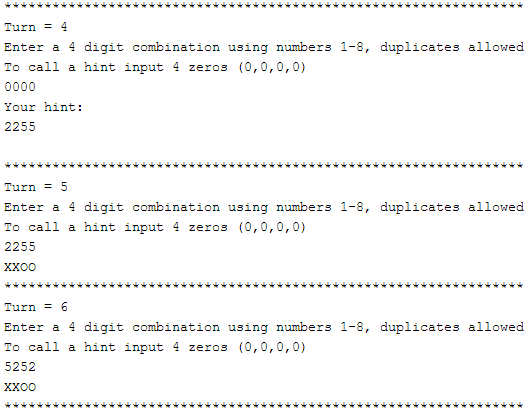 *****************************************************************
Turn = 4
Enter a 4 digit combination using numbers 1-8, duplicates allowed
To call a hint input 4 zeros (0,0,0,0)
0000
Your hint:
2255
*****************************************************************
Turn = 5
Enter a 4 digit combination using numbers 1-8, duplicates allowed
To call a hint input 4 zeros (0,0,0,0)
2255
XXOO
*****************************************************************
Turn = 6
Enter a 4 digit combination using numbers 1-8, duplicates allowed
To call a hint input 4 zeros (0,0,0,0)
5252
XXOO
*****************************************************************